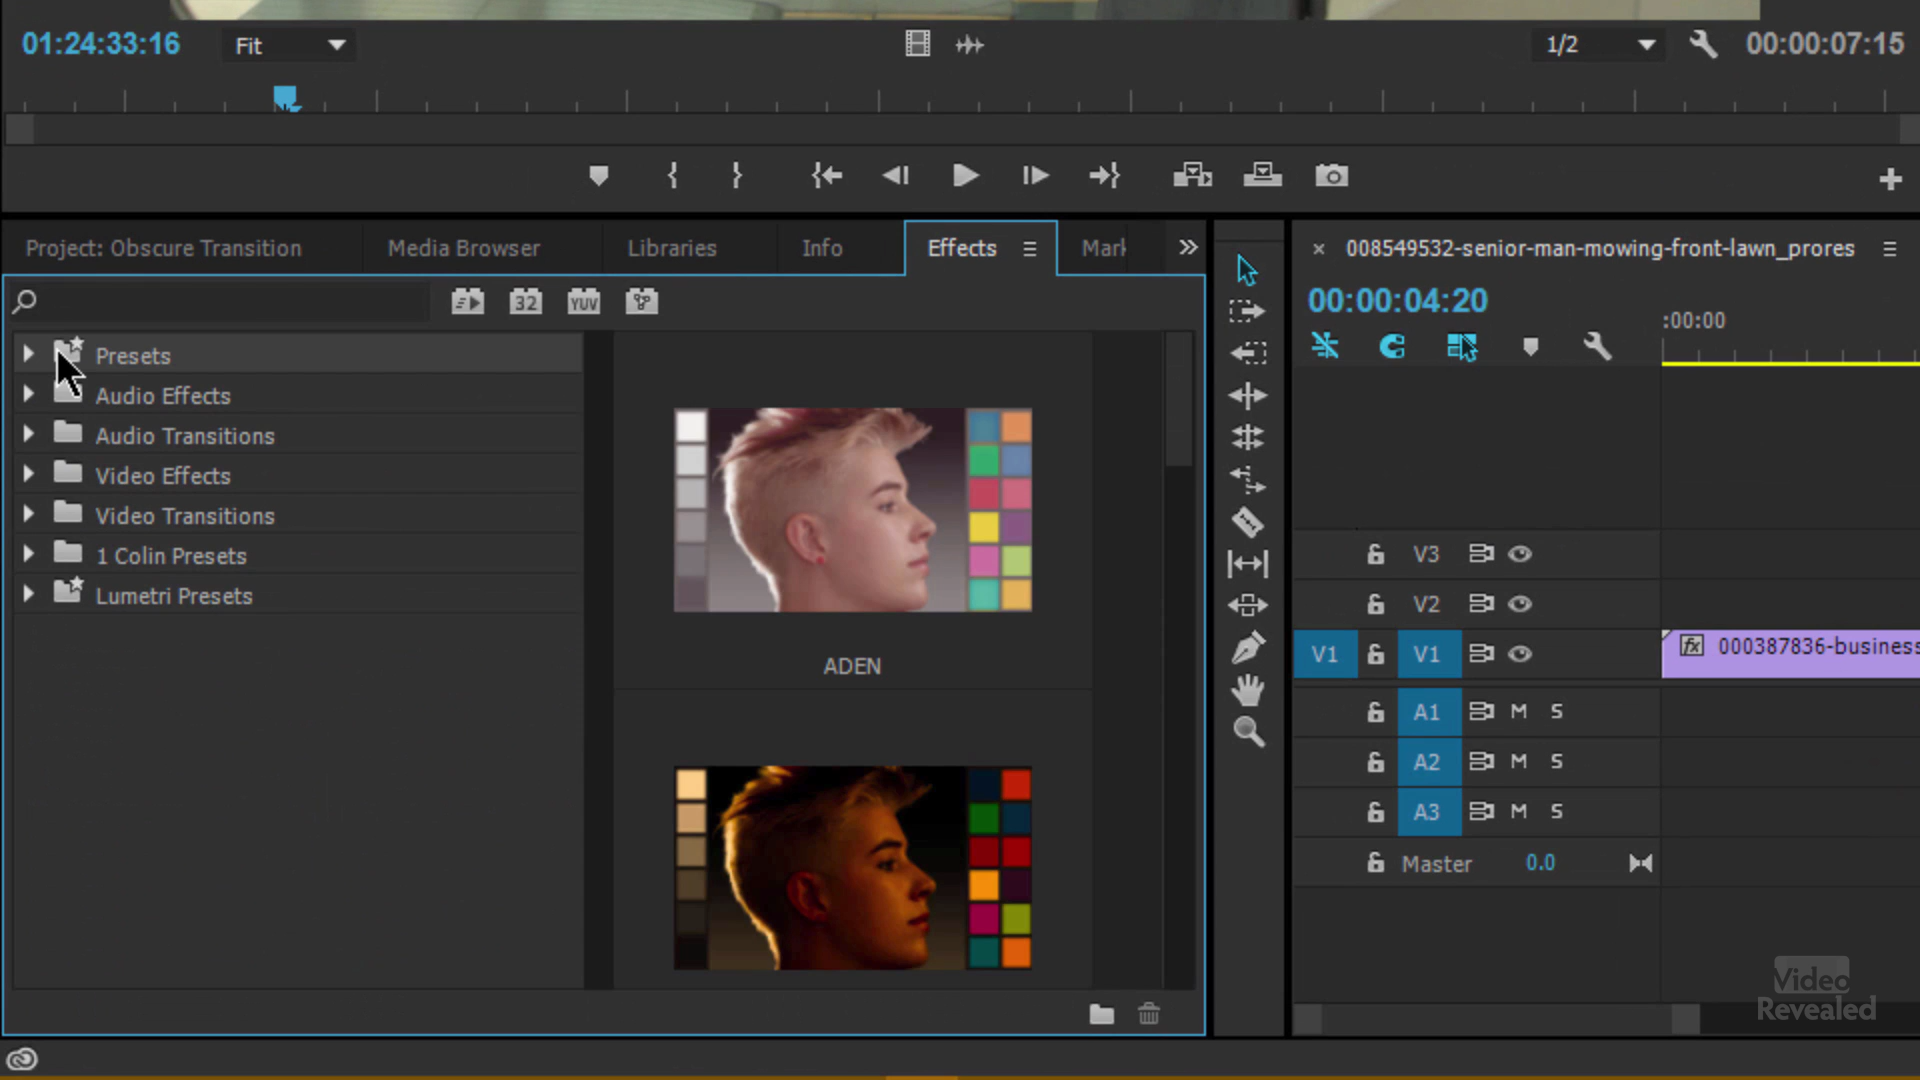 01:24:33:16 Fit 1/2 00:00:07:15
Project: Obscure Transition Media Browser Libraries Info Effects Mark
008549532-senior-man-mowing-front-lawn_prores
32 YUV
00:00:04:20
:00:00
Presets
Audio Effects
Audio Transitions
Video Effects
Video Transitions
1 Colin Presets
Lumetri Presets
ADEN
V3
V2
V1 V1 fx 000387836-business
A1 M S
A2 M S
A3 M S
Master 0.0
Video
Revealed